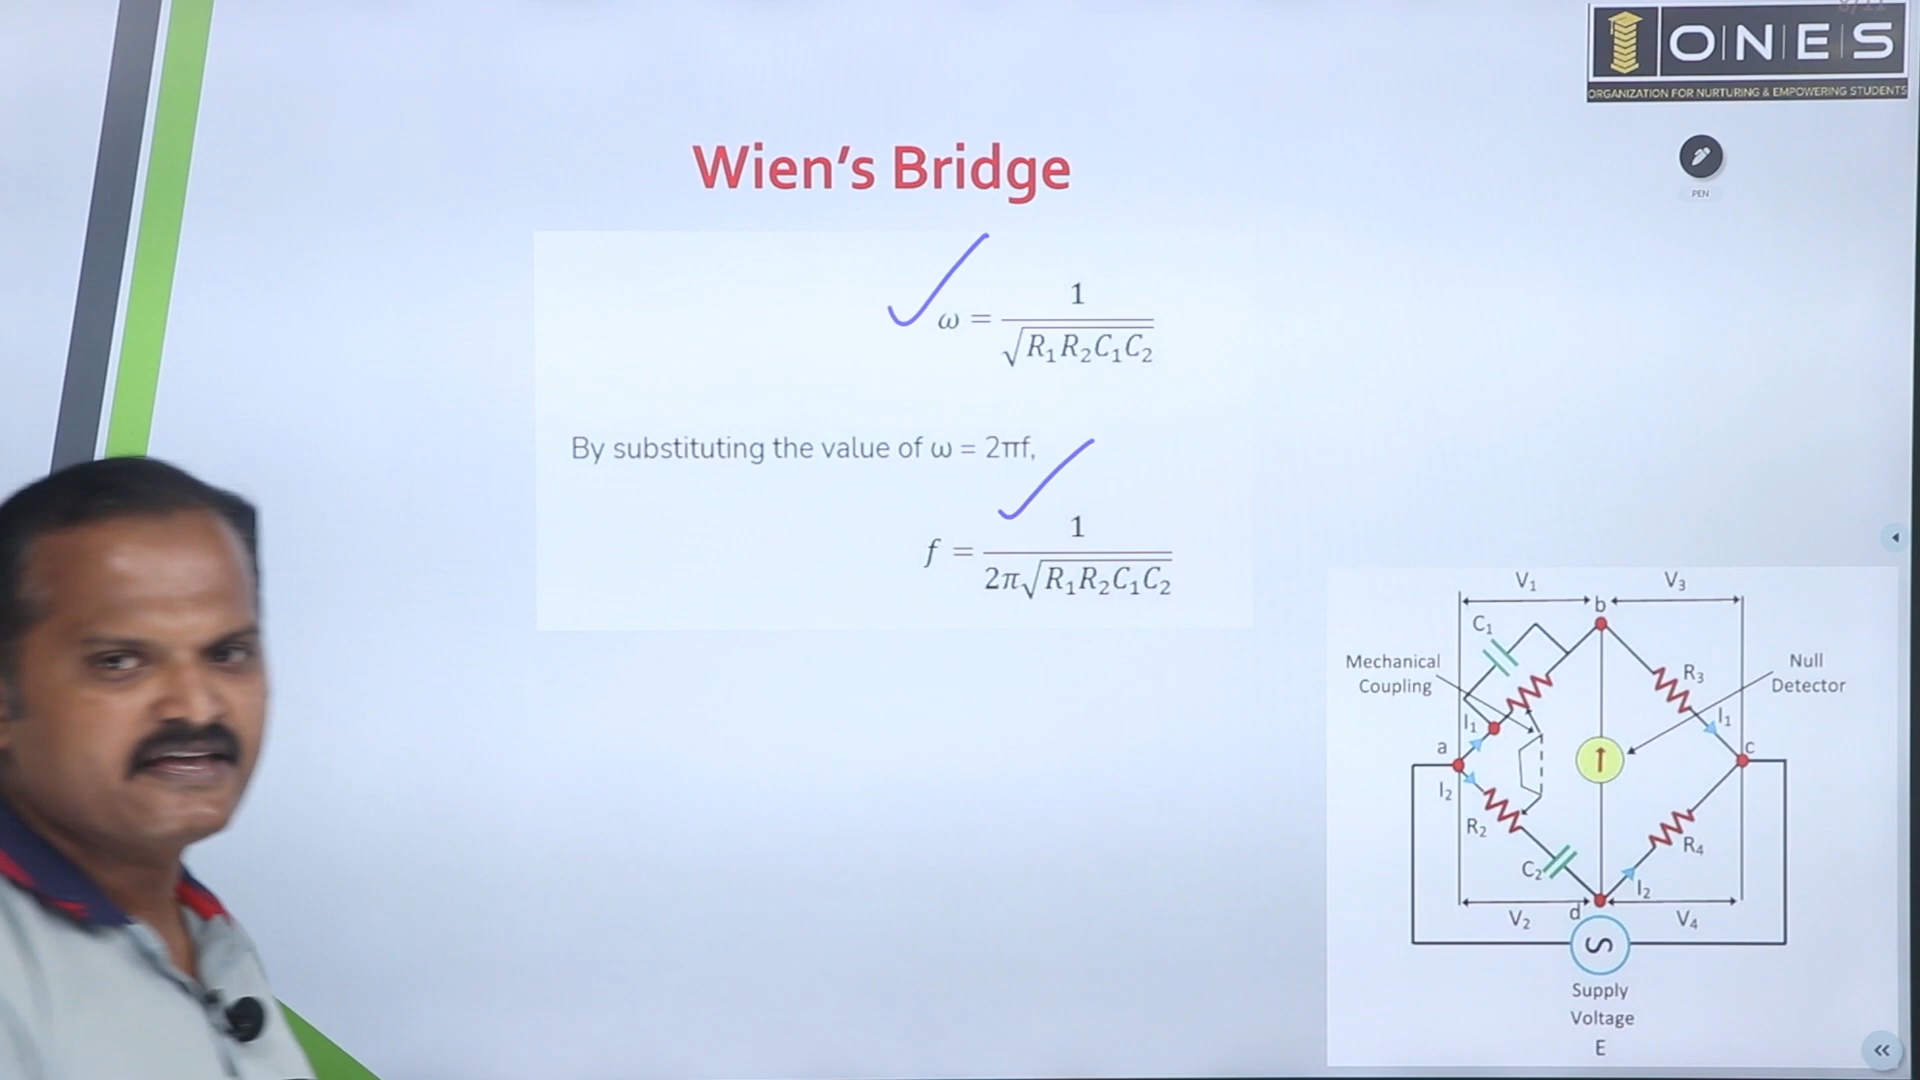 O|N|E|S
ORGANIZATION FOR NURTURING & EMPOWERING STUDENTS
PEN
Wien's Bridge
ω = 1 / √(R₁R₂C₁C₂)
By substituting the value of ω = 2πf,
f = 1 / 2π√(R₁R₂C₁C₂)
V₁ V₃
b
C₁
Mechanical
Coupling
R₃
Null
Detector
I₁ I₁
a c
I₂
R₂ R₄
C₂ I₂
d
V₂ V₄
S
Supply
Voltage
E